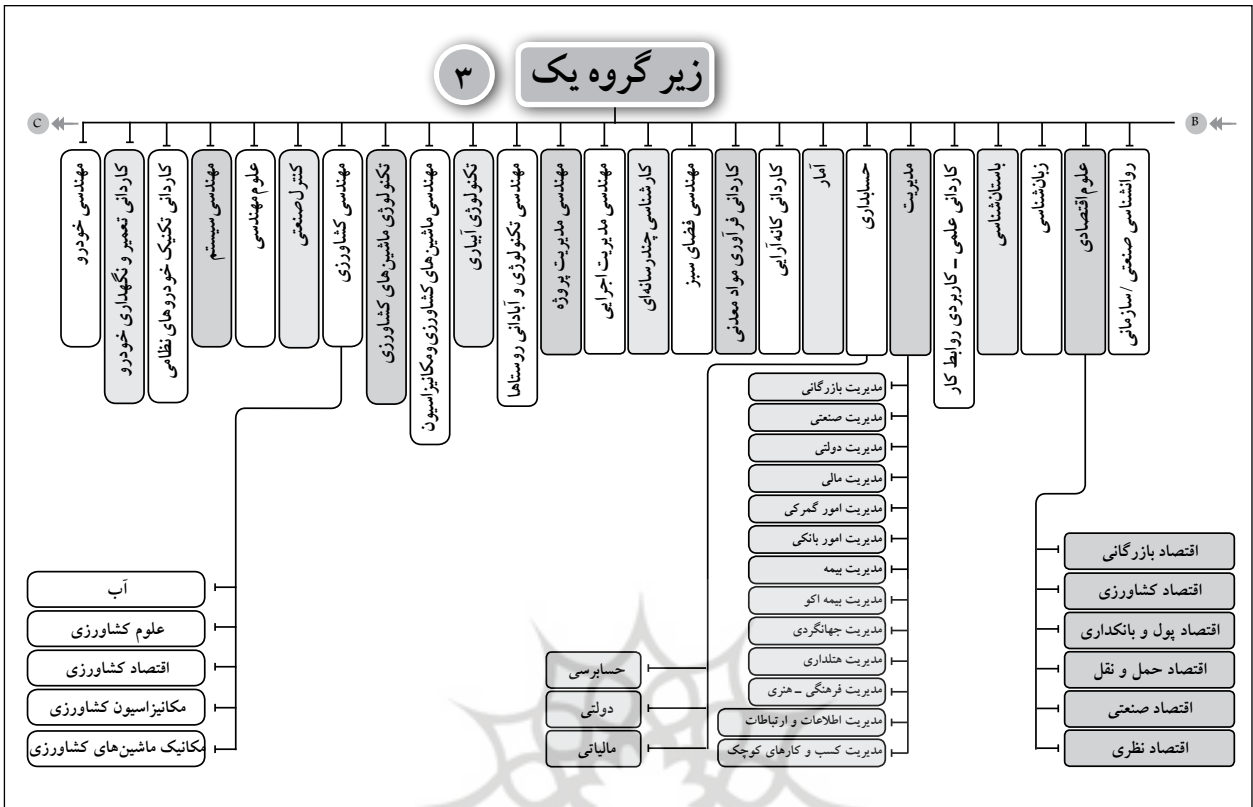 زیر گروه یک
۳
B
C
روانشناسی صنعتی / سازمانی
علوم اقتصادی
زبان‌شناسی
باستان‌شناسی
کاردانی علمی ـ کاربردی روابط کار
مدیریت
حسابداری
آمار
کاردانی کانه‌آرایی
کاردانی فرآوری مواد معدنی
مهندسی فضای سبز
کارشناسی چندرسانه‌ای
مهندسی مدیریت اجرایی
مهندسی مدیریت پروژه
مهندسی تکنولوژی و آبادانی روستاها
تکنولوژی آبیاری
مهندسی ماشین‌های کشاورزی و مکانیزاسیون
تکنولوژی ماشین‌های کشاورزی
مهندسی کشاورزی
کنترل صنعتی
علوم مهندسی
مهندسی سیستم
کاردانی تکنیک خودروهای نظامی
کاردانی تعمیر و نگهداری خودرو
مهندسی خودرو
اقتصاد بازرگانی
اقتصاد کشاورزی
اقتصاد پول و بانکداری
اقتصاد حمل و نقل
اقتصاد صنعتی
اقتصاد نظری
مدیریت بازرگانی
مدیریت صنعتی
مدیریت دولتی
مدیریت مالی
مدیریت امور گمرکی
مدیریت امور بانکی
مدیریت بیمه
مدیریت بیمه اکو
مدیریت جهانگردی
مدیریت هتلداری
مدیریت فرهنگی ـ هنری
مدیریت اطلاعات و ارتباطات
مدیریت کسب و کارهای کوچک
حسابرسی
دولتی
مالیاتی
آب
علوم کشاورزی
اقتصاد کشاورزی
مکانیزاسیون کشاورزی
مکانیک ماشین‌های کشاورزی